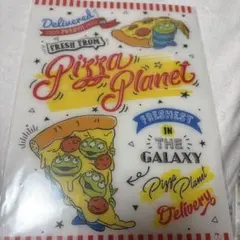 Delivered
FRESH FROM
Pizza
Planet
FRESHEST
IN
THE
GALAXY
Pizza Planet
Delivery